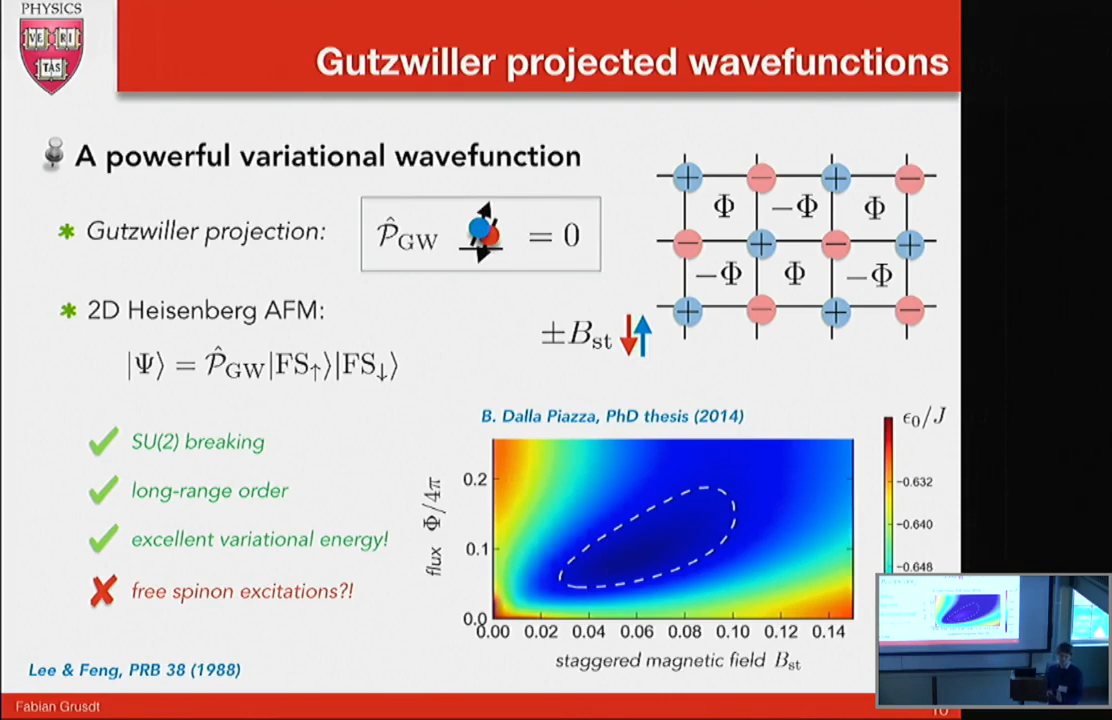 PHYSICS
VE RI
TAS
Gutzwiller projected wavefunctions
A powerful variational wavefunction
* Gutzwiller projection:
P̂_GW = 0
* 2D Heisenberg AFM:
|Ψ⟩ = P̂_GW|FS↑⟩|FS↓⟩
+ − + −
Φ −Φ Φ
− + − +
−Φ Φ −Φ
+ − + −
±B_st
✓ SU(2) breaking
✓ long-range order
✓ excellent variational energy!
✗ free spinon excitations?!
Lee & Feng, PRB 38 (1988)
B. Dalla Piazza, PhD thesis (2014)
ϵ₀/J
−0.632
−0.640
−0.648
flux Φ/4π
0.2
0.1
0.0
0.00 0.02 0.04 0.06 0.08 0.10 0.12 0.14
staggered magnetic field B_st
Fabian Grusdt